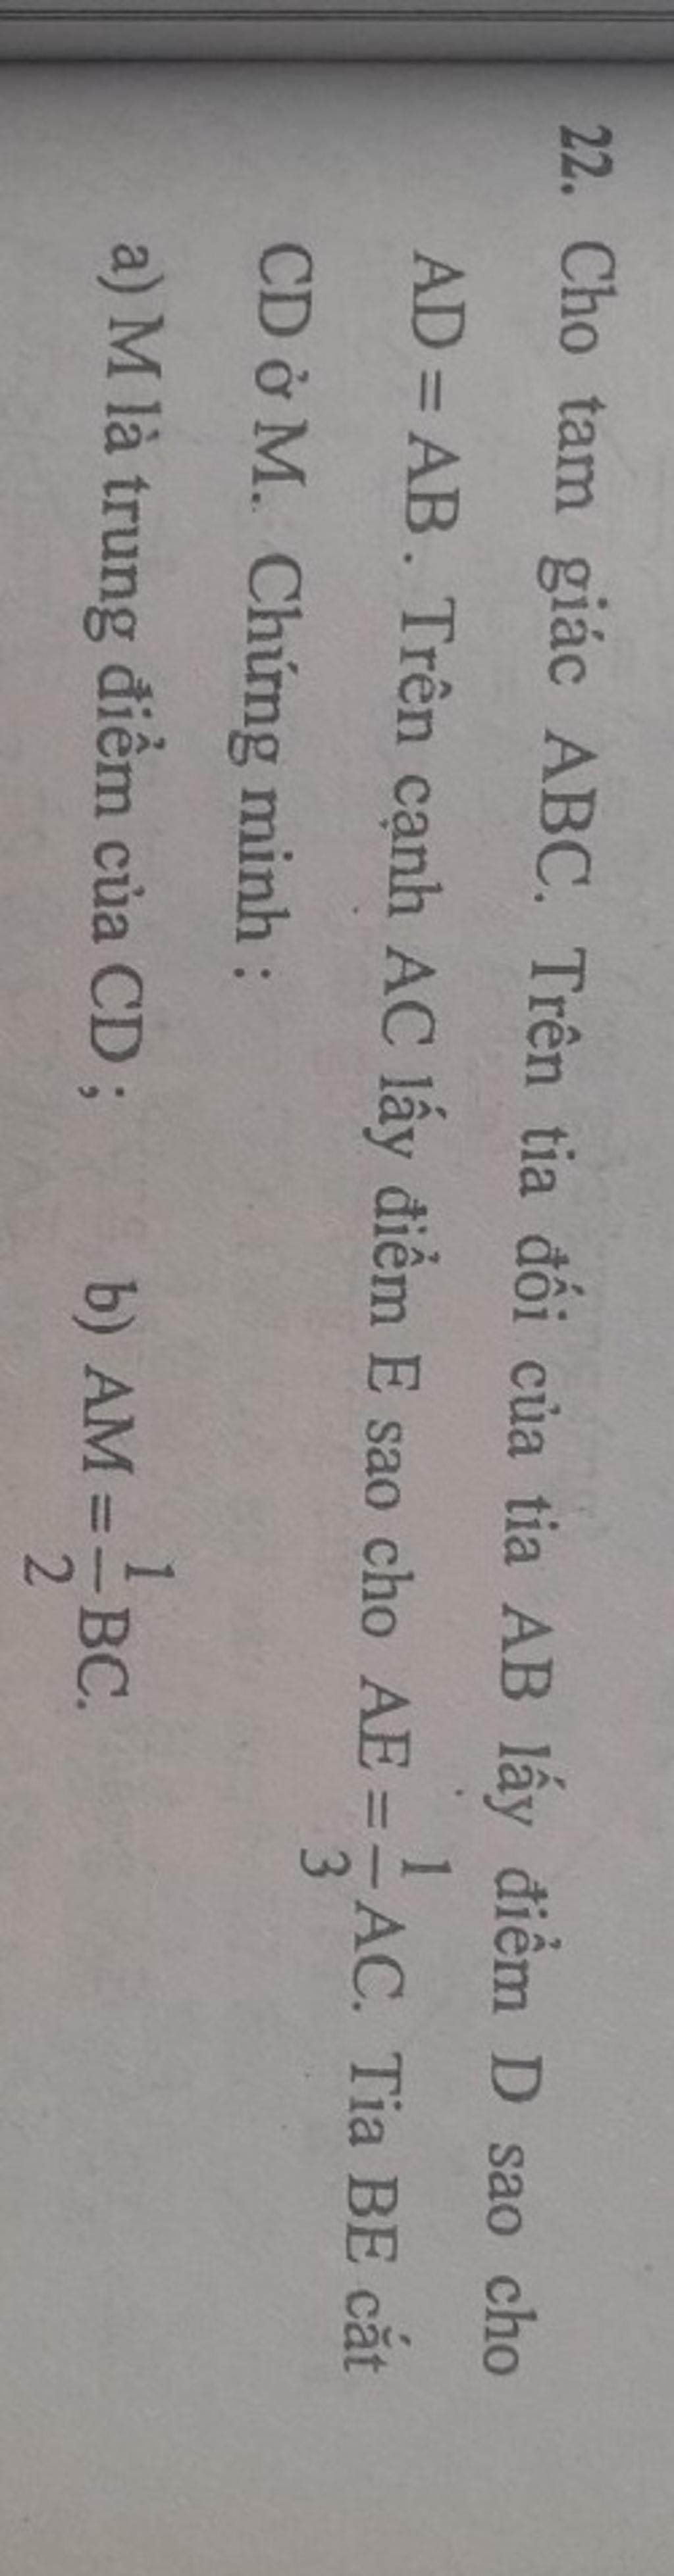 22. Cho tam giác ABC. Trên tia đối của tia AB lấy điểm D sao cho
AD = AB. Trên cạnh AC lấy điểm E sao cho AE = \frac{1}{3}AC. Tia BE cắt
CD ở M. Chứng minh :
a) M là trung điểm của CD ; b) AM = \frac{1}{2}BC.